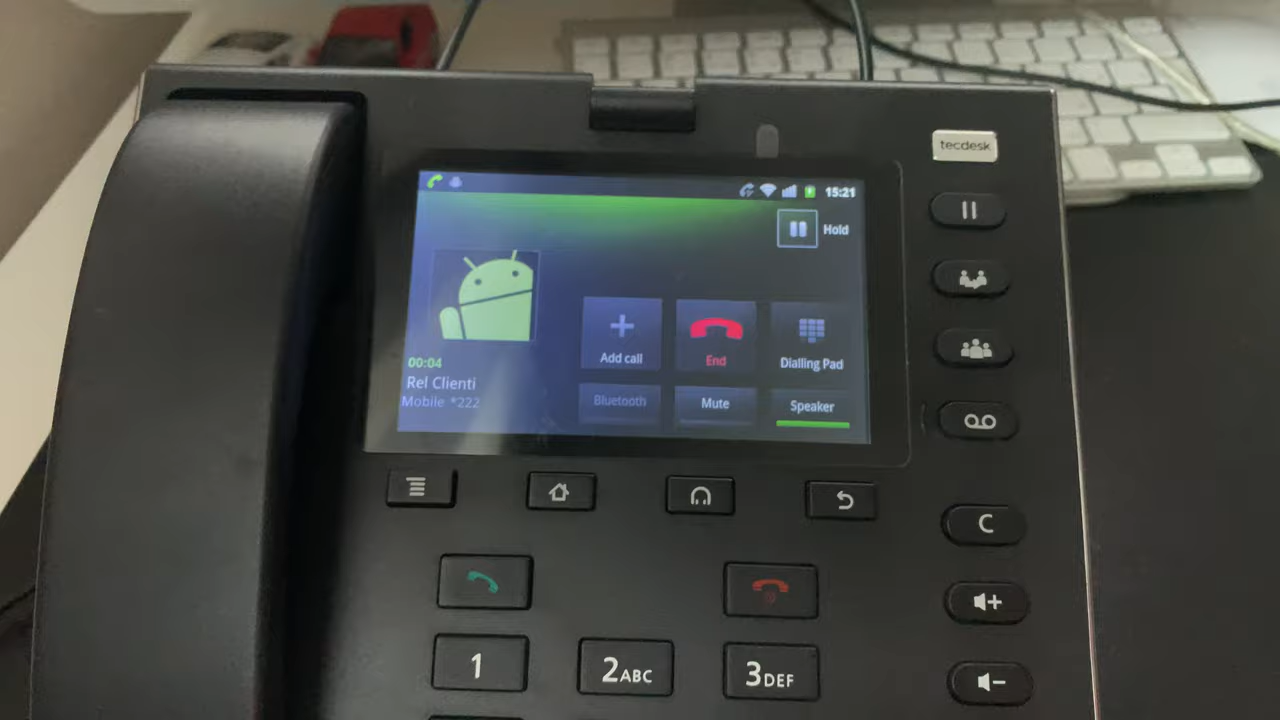 tecdesk
15:21
Hold
00:04
Rel Clienti
Mobile *222
Add call
End
Dialling Pad
Bluetooth
Mute
Speaker
C
1
2ABC
3DEF